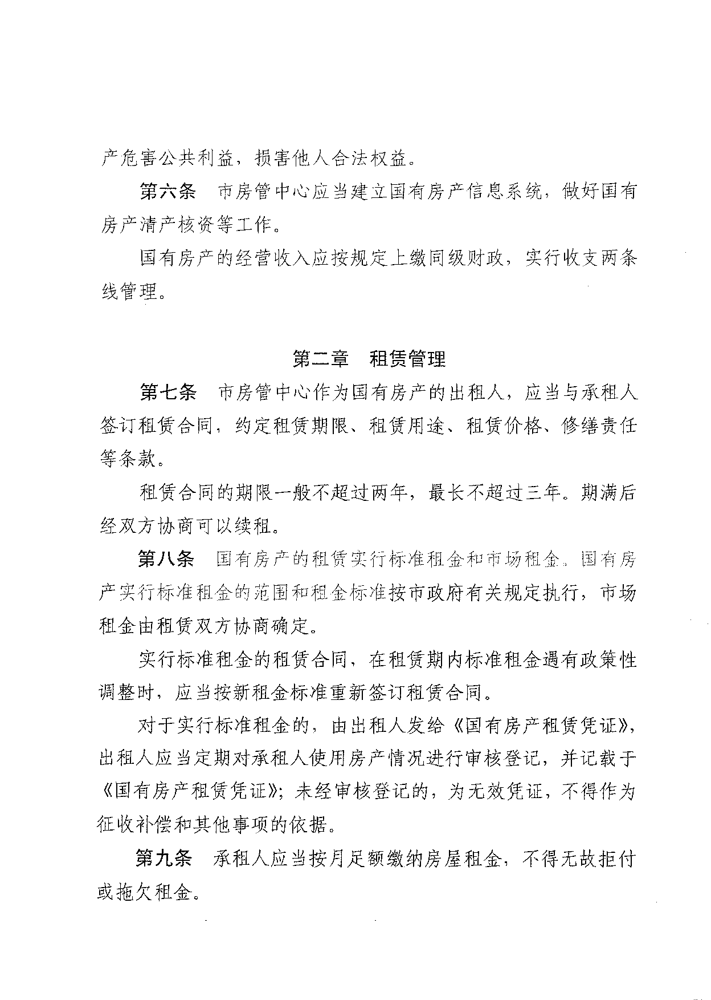 产危害公共利益，损害他人合法权益。
第六条　市房管中心应当建立国有房产信息系统，做好国有
房产清产核资等工作。
国有房产的经营收入应按规定上缴同级财政，实行收支两条
线管理。
第二章　租赁管理
第七条　市房管中心作为国有房产的出租人，应当与承租人
签订租赁合同，约定租赁期限、租赁用途、租赁价格、修缮责任
等条款。
租赁合同的期限一般不超过两年，最长不超过三年。期满后
经双方协商可以续租。
第八条　国有房产的租赁实行标准租金和市场租金。国有房
产实行标准租金的范围和租金标准按市政府有关规定执行，市场
租金由租赁双方协商确定。
实行标准租金的租赁合同，在租赁期内标准租金遇有政策性
调整时，应当按新租金标准重新签订租赁合同。
对于实行标准租金的，由出租人发给《国有房产租赁凭证》，
出租人应当定期对承租人使用房产情况进行审核登记，并记载于
《国有房产租赁凭证》；未经审核登记的，为无效凭证，不得作为
征收补偿和其他事项的依据。
第九条　承租人应当按月足额缴纳房屋租金，不得无故拒付
或拖欠租金。